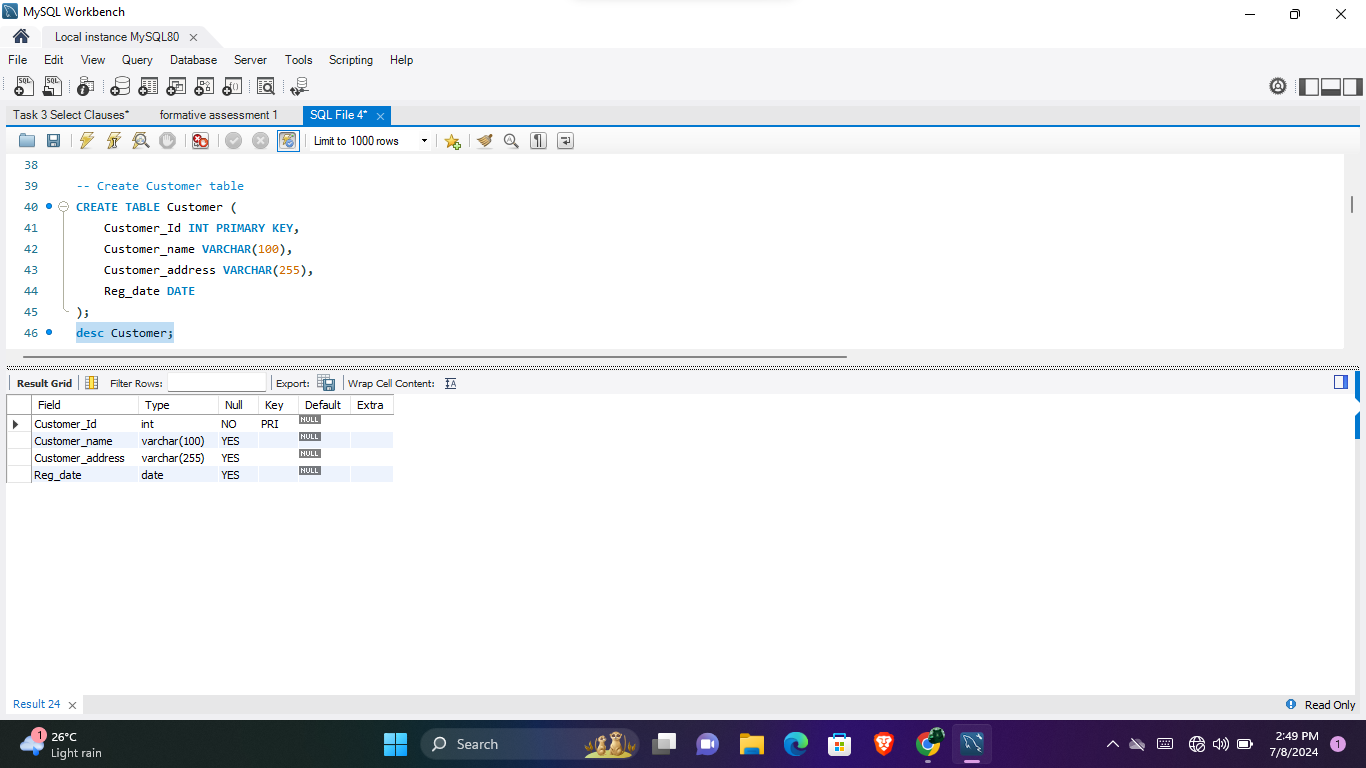 MySQL Workbench
Local instance MySQL80
File Edit View Query Database Server Tools Scripting Help
Task 3 Select Clauses* formative assessment 1 SQL File 4*
Limit to 1000 rows
38
39 -- Create Customer table
40 CREATE TABLE Customer (
41 Customer_Id INT PRIMARY KEY,
42 Customer_name VARCHAR(100),
43 Customer_address VARCHAR(255),
44 Reg_date DATE
45 );
46 desc Customer;
Result Grid Filter Rows: Export: Wrap Cell Content:
Field Type Null Key Default Extra
Customer_Id int NO PRI NULL
Customer_name varchar(100) YES NULL
Customer_address varchar(255) YES NULL
Reg_date date YES NULL
Result 24 Read Only
1 26°C
Light rain
Search
2:49 PM
7/8/2024
1